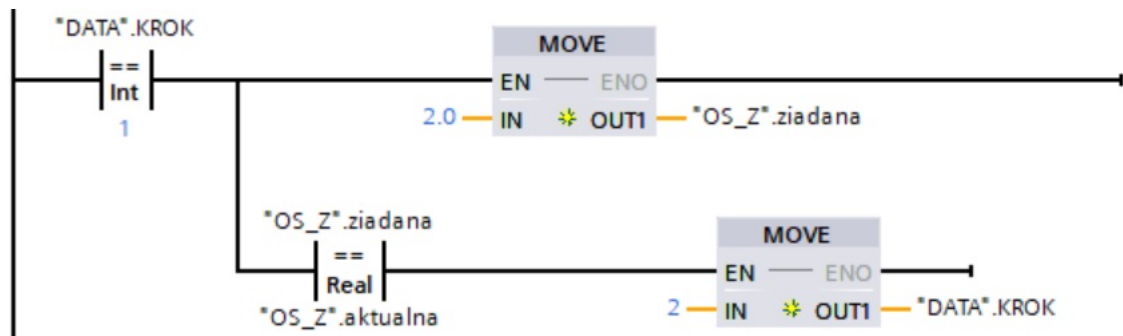 "DATA".KROK
==
Int
1
MOVE
EN ENO
2.0 IN OUT1 "OS_Z".ziadana
"OS_Z".ziadana
==
Real
"OS_Z".aktualna
MOVE
EN ENO
2 IN OUT1 "DATA".KROK